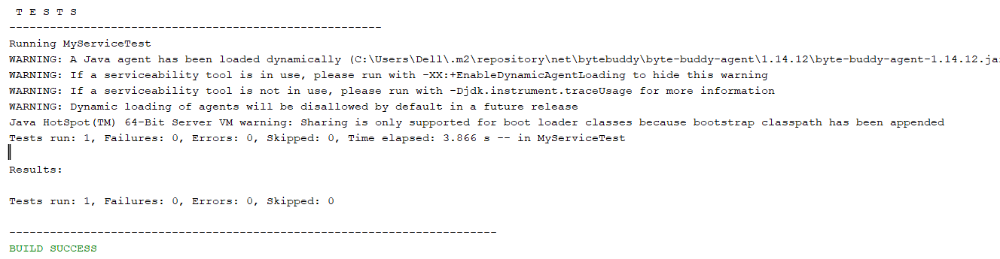 T E S T S
-------------------------------------------------------
Running MyServiceTest
WARNING: A Java agent has been loaded dynamically (C:\Users\Dell\.m2\repository\net\bytebuddy\byte-buddy-agent\1.14.12\byte-buddy-agent-1.14.12.ja
WARNING: If a serviceability tool is in use, please run with -XX:+EnableDynamicAgentLoading to hide this warning
WARNING: If a serviceability tool is not in use, please run with -Djdk.instrument.traceUsage for more information
WARNING: Dynamic loading of agents will be disallowed by default in a future release
Java HotSpot(TM) 64-Bit Server VM warning: Sharing is only supported for boot loader classes because bootstrap classpath has been appended
Tests run: 1, Failures: 0, Errors: 0, Skipped: 0, Time elapsed: 3.866 s -- in MyServiceTest
Results:
Tests run: 1, Failures: 0, Errors: 0, Skipped: 0
------------------------------------------------------------------------
BUILD SUCCESS